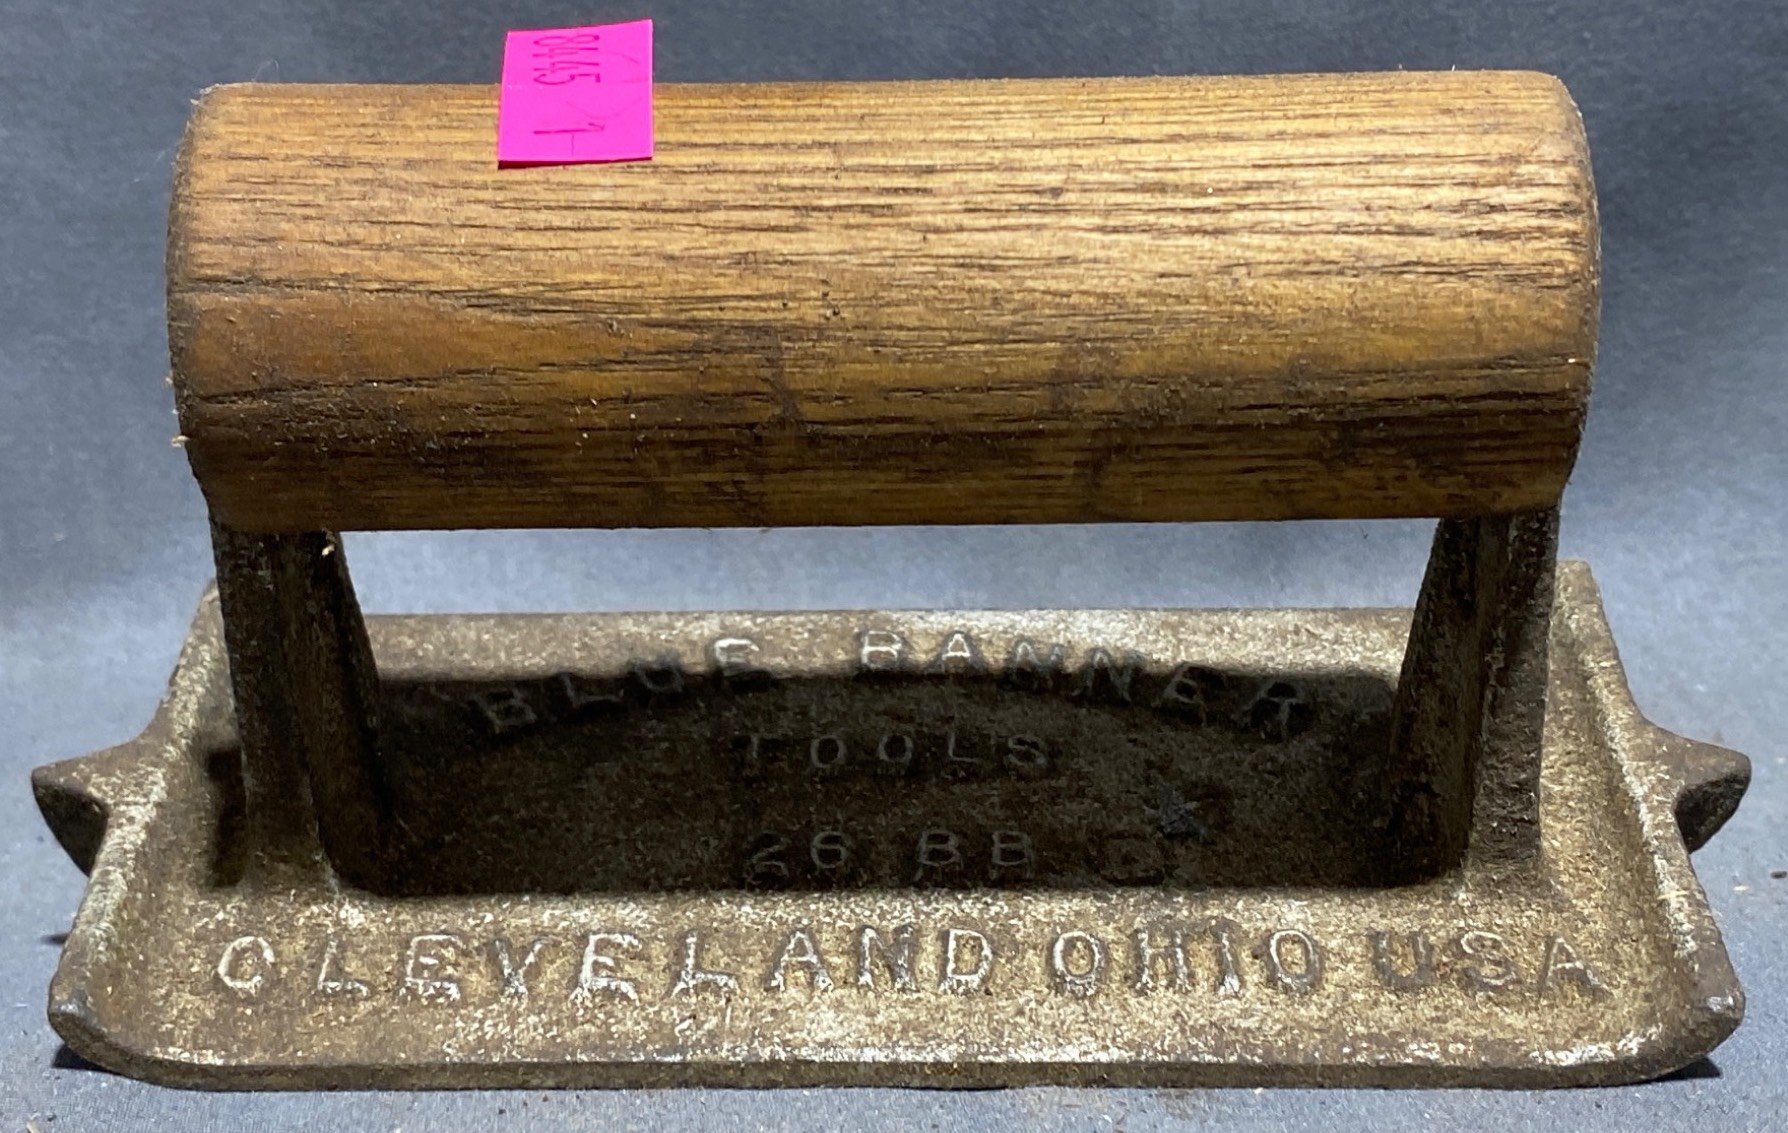 8445
BLUE BANNER
TOOLS
26 BB
CLEVELAND OHIO USA